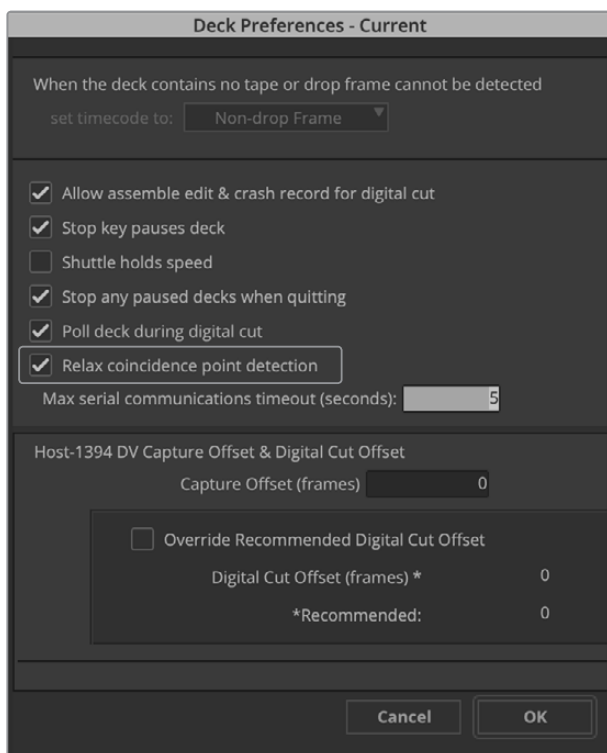 Deck Preferences - Current
When the deck contains no tape or drop frame cannot be detected
set timecode to: Non-drop Frame
Allow assemble edit & crash record for digital cut
Stop key pauses deck
Shuttle holds speed
Stop any paused decks when quitting
Poll deck during digital cut
Relax coincidence point detection
Max serial communications timeout (seconds): 5
Host-1394 DV Capture Offset & Digital Cut Offset
Capture Offset (frames) 0
Override Recommended Digital Cut Offset
Digital Cut Offset (frames) * 0
*Recommended: 0
Cancel OK